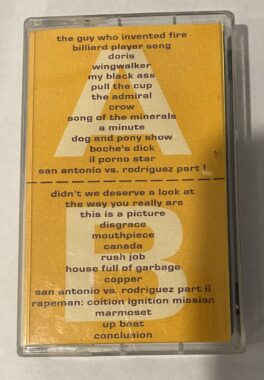 the guy who invented fire
billiard player song
doris
wingwalker
my black ass
pull the cup
the admiral
crow
song of the minerals
a minute
dog and pony show
boche's dick
il porno star
san antonio vs. rodriguez part I
A
didn't we deserve a look at
the way you really are
this is a picture
disgrace
mouthpiece
canada
rush job
house full of garbage
copper
san antonio vs. rodriguez part II
rapeman: coition ignition mission
marmoset
up beat
conclusion
B